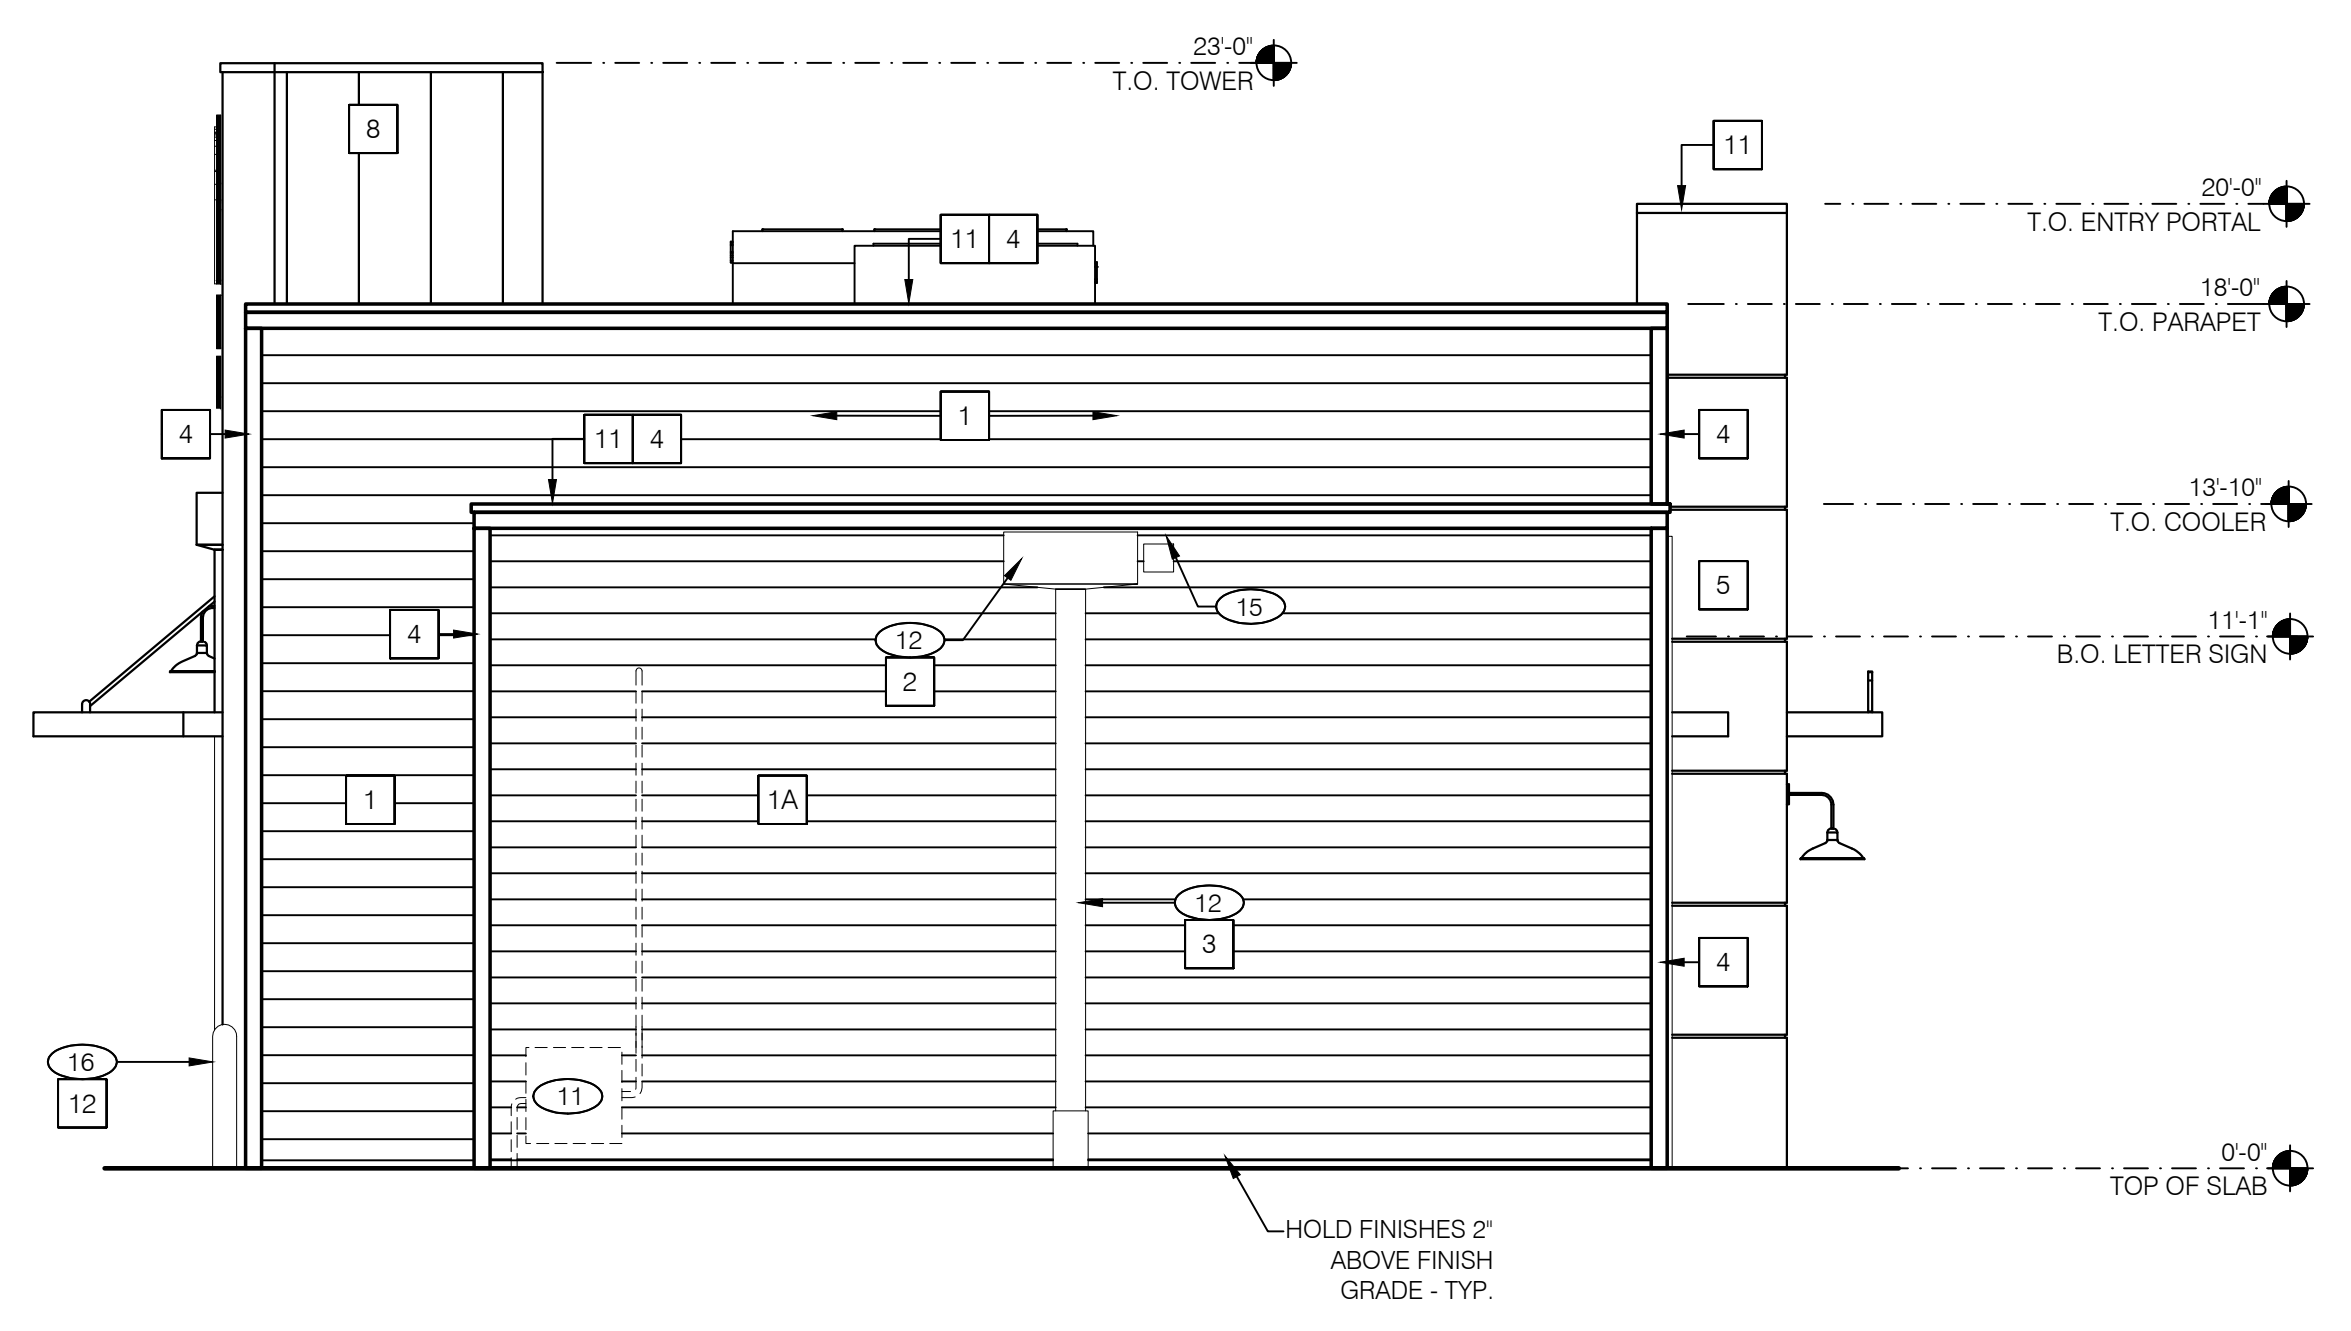 23'-0"
T.O. TOWER
8
11
20'-0"
T.O. ENTRY PORTAL
11 4
18'-0"
T.O. PARAPET
1
4
11 4
4
13'-10"
T.O. COOLER
5
15
11'-1"
B.O. LETTER SIGN
4
12
2
1
1A
12
3
4
16
12
11
0'-0"
TOP OF SLAB
HOLD FINISHES 2"
ABOVE FINISH
GRADE - TYP.